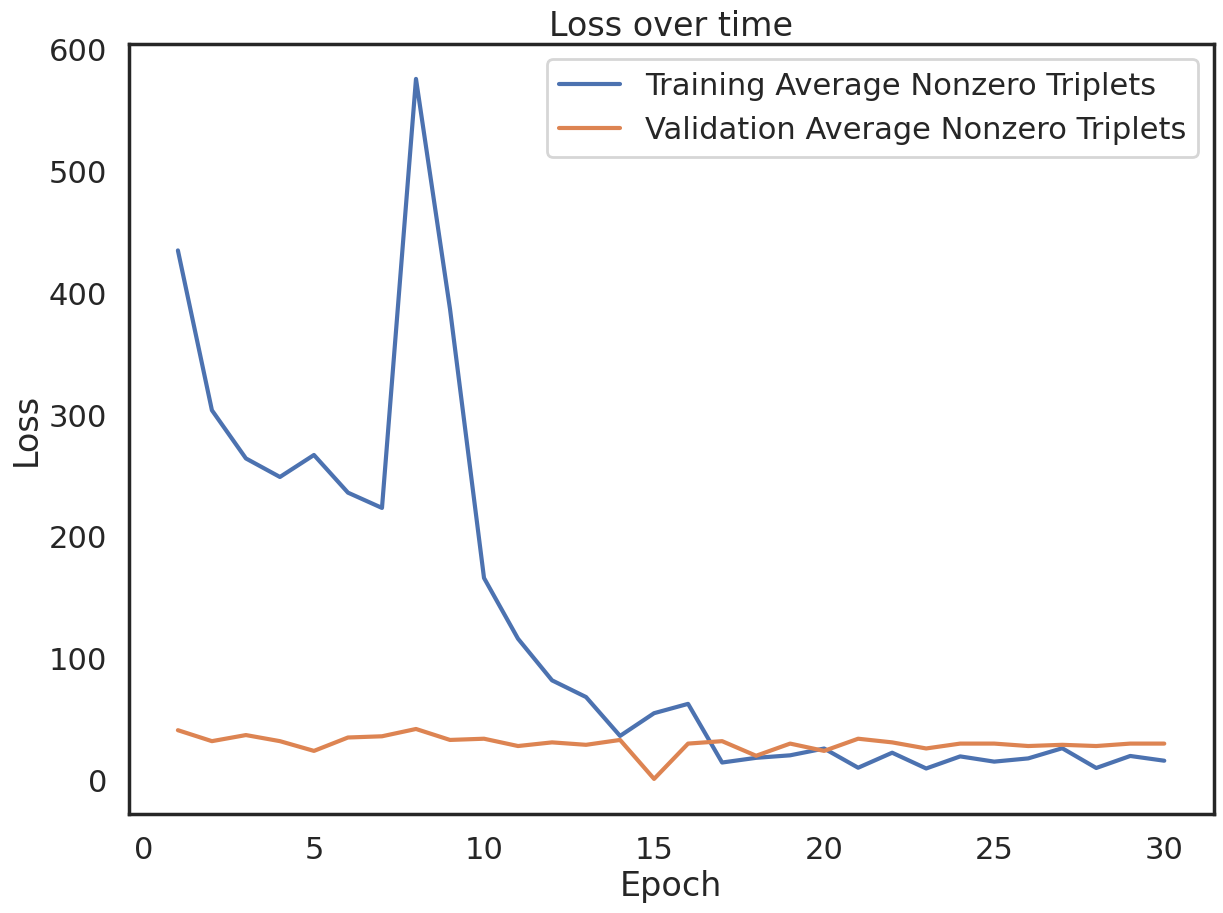 Loss over time
Training Average Nonzero Triplets
Validation Average Nonzero Triplets
600
500
400
300
200
100
0
Loss
0 5 10 15 20 25 30
Epoch